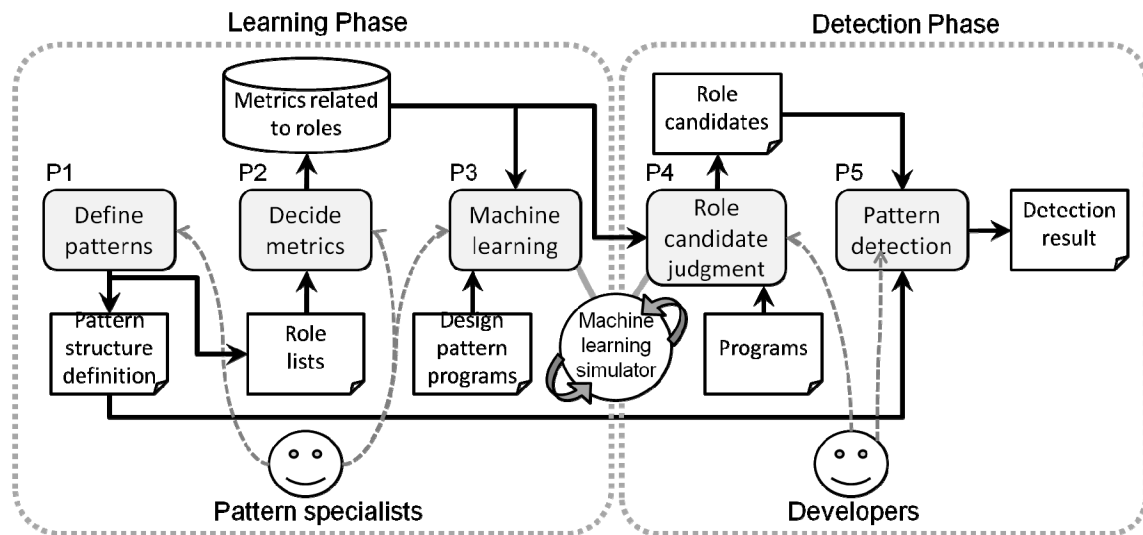 Learning Phase
Detection Phase
Metrics related
to roles
Role
candidates
P1
P2
P3
P4
P5
Define
patterns
Decide
metrics
Machine
learning
Role
candidate
judgment
Pattern
detection
Detection
result
Pattern
structure
definition
Role
lists
Design
pattern
programs
Machine
learning
simulator
Programs
Pattern specialists
Developers